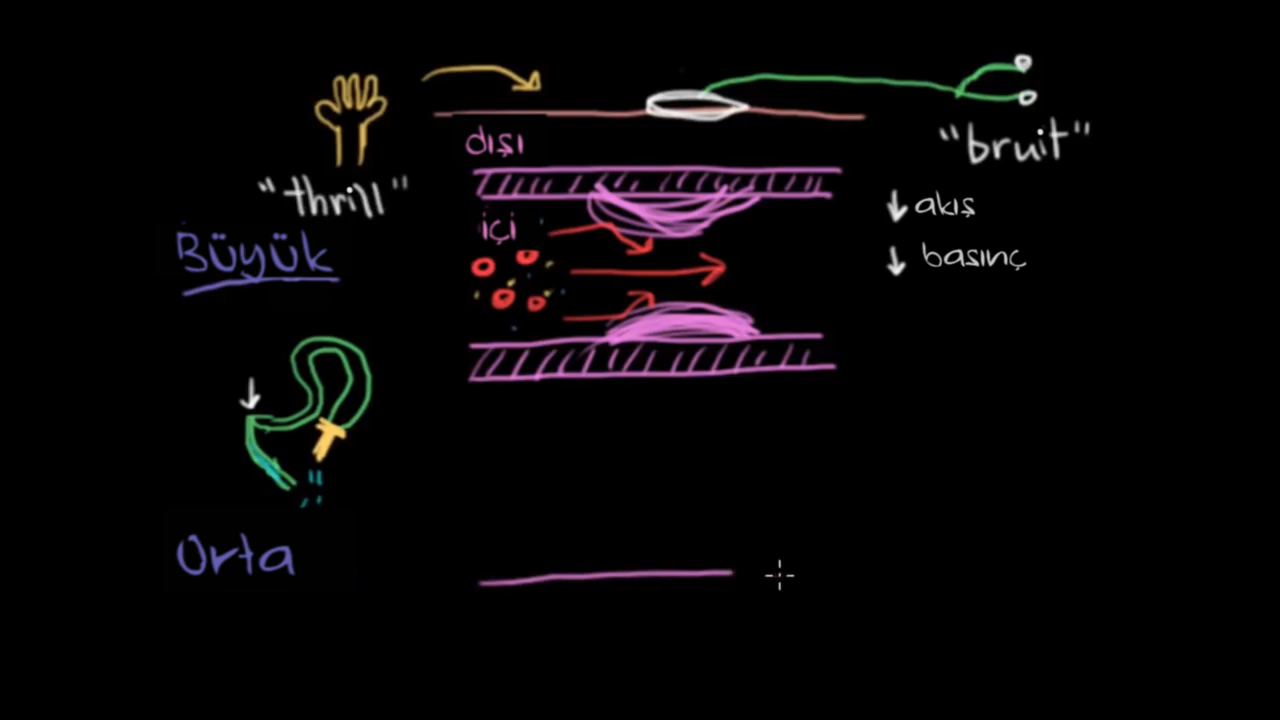 "thrill"
"bruit"
dışı
içi
Büyük
↓ akış
↓ basınç
Orta